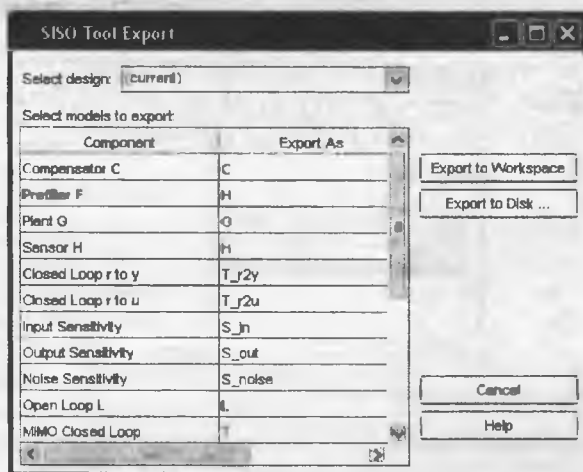 SISO Tool Export
Select design: (current)
Select models to export:
Component Export As
Compensator C C
Prefilter F H
Plant G G
Sensor H H
Closed Loop r to y T_r2y
Closed Loop r to u T_r2u
Input Sensitivity S_in
Output Sensitivity S_out
Noise Sensitivity S_noise
Open Loop L L
MIMO Closed Loop T
Export to Workspace
Export to Disk ...
Cancel
Help